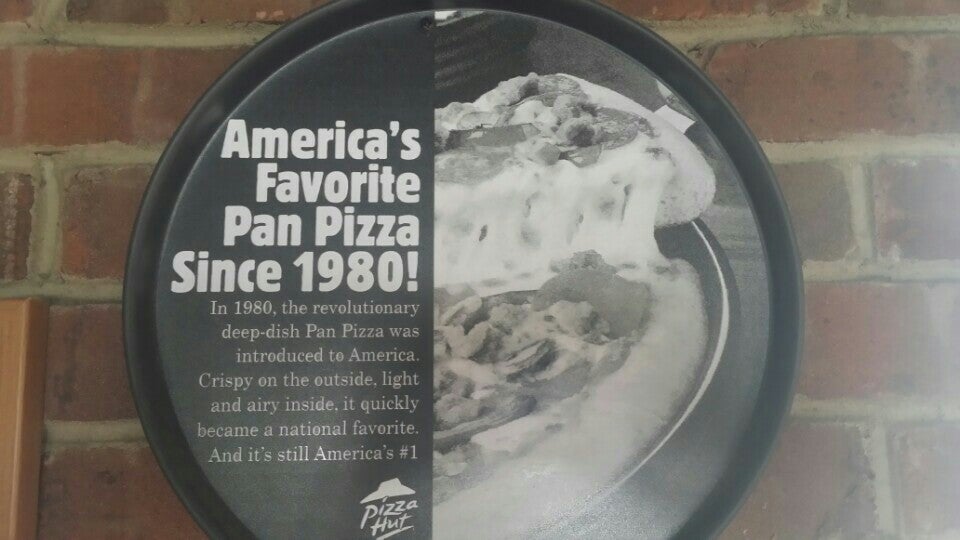 America's
Favorite
Pan Pizza
Since 1980!
In 1980, the revolutionary
deep-dish Pan Pizza was
introduced to America.
Crispy on the outside, light
and airy inside, it quickly
became a national favorite.
And it's still America's #1
Pizza
Hut